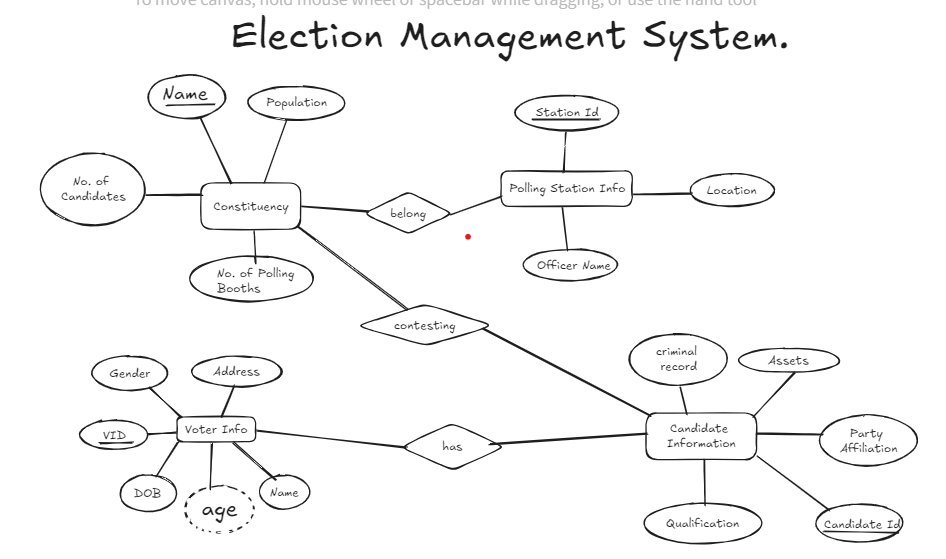 To move canvas, hold mouse wheel or spacebar while dragging, or use the hand tool
Election Management System.
Name
Population
Station Id
No. of
Candidates
Constituency
belong
Polling Station Info
Location
No. of Polling
Booths
Officer Name
contesting
criminal
record
Assets
Gender
Address
VID
Voter Info
has
Candidate
Information
Party
Affiliation
DOB
age
Name
Qualification
Candidate Id